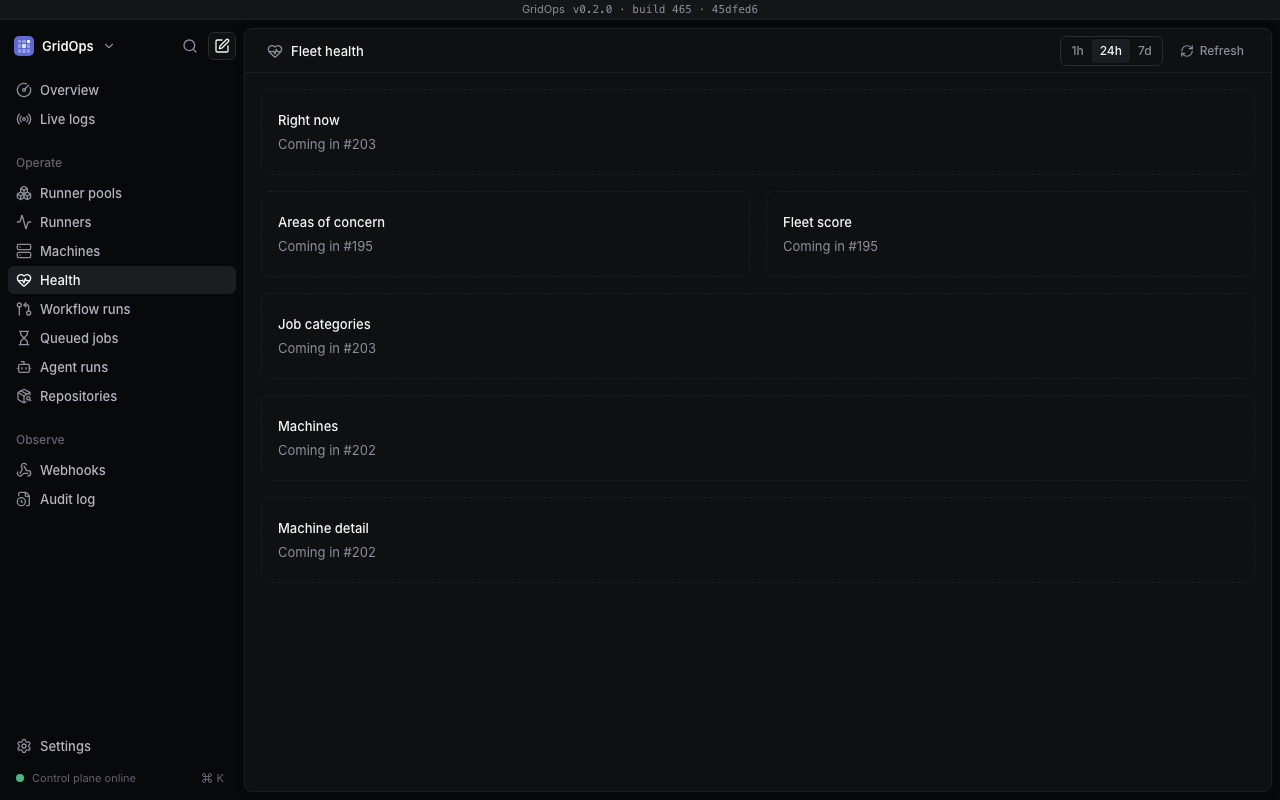 GridOps v0.2.0 · build 465 · 45dfed6
GridOps
Overview
Live logs
Operate
Runner pools
Runners
Machines
Health
Workflow runs
Queued jobs
Agent runs
Repositories
Observe
Webhooks
Audit log
Settings
Control plane online ⌘ K
Fleet health
1h 24h 7d Refresh
Right now
Coming in #203
Areas of concern
Coming in #195
Fleet score
Coming in #195
Job categories
Coming in #203
Machines
Coming in #202
Machine detail
Coming in #202